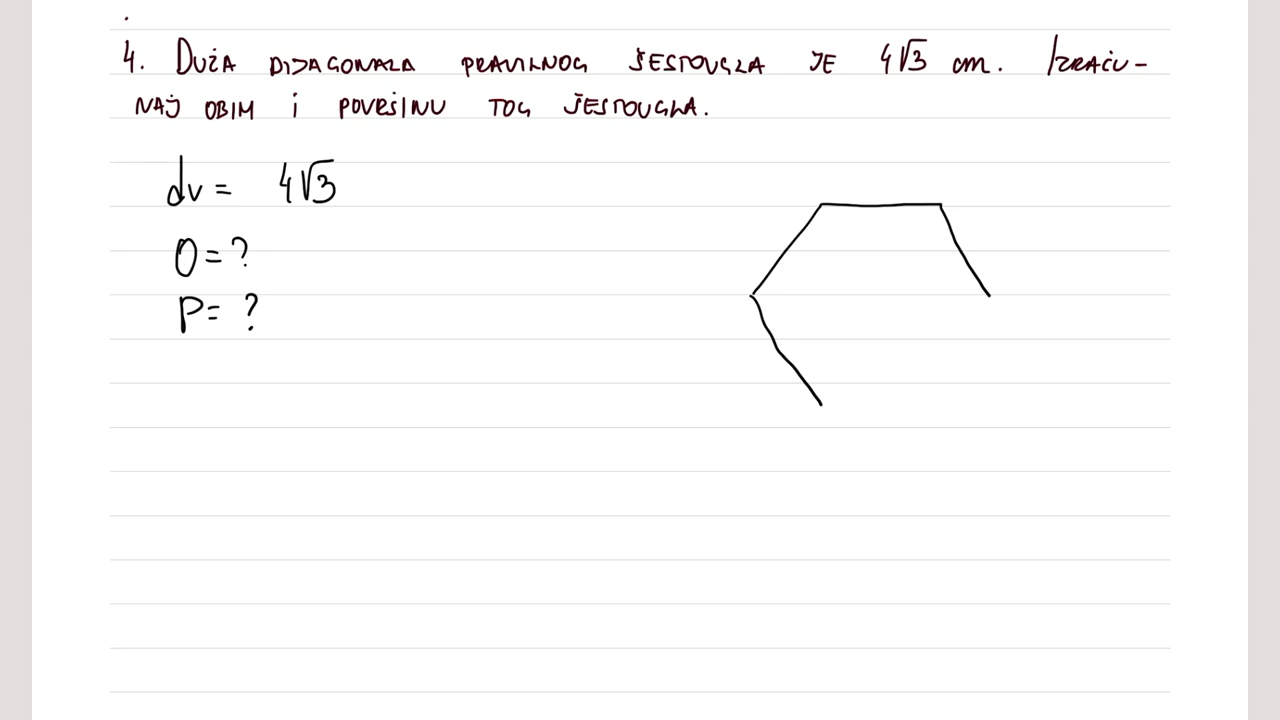 4. DUŽA DIJAGONALA PRAVILNOG ŠESTOUGLA JE 4√3 cm. IZRAČU-
NAJ OBIM I POVRŠINU TOG ŠESTOUGLA.
dv = 4√3
O = ?
P = ?